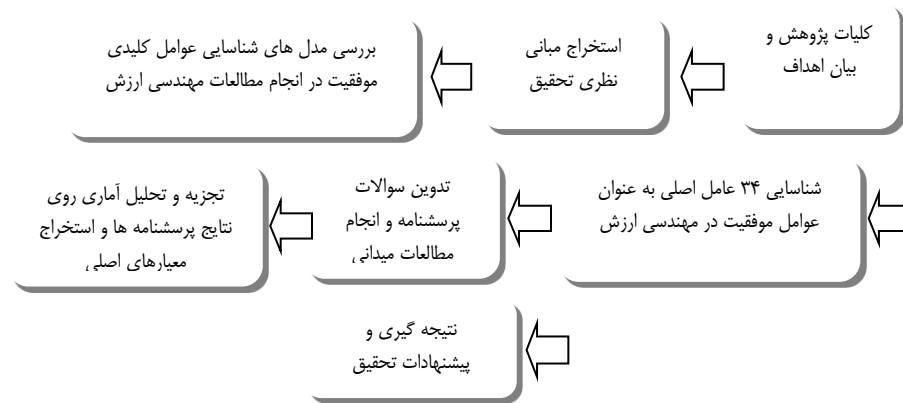 کلیات پژوهش و
بیان اهداف
استخراج مبانی
نظری تحقیق
بررسی مدل های شناسایی عوامل کلیدی
موفقیت در انجام مطالعات مهندسی ارزش
شناسایی ۳۴ عامل اصلی به عنوان
عوامل موفقیت در مهندسی ارزش
تدوین سوالات
پرسشنامه و انجام
مطالعات میدانی
تجزیه و تحلیل آماری روی
نتایج پرسشنامه ها و استخراج
معیارهای اصلی
نتیجه گیری و
پیشنهادات تحقیق